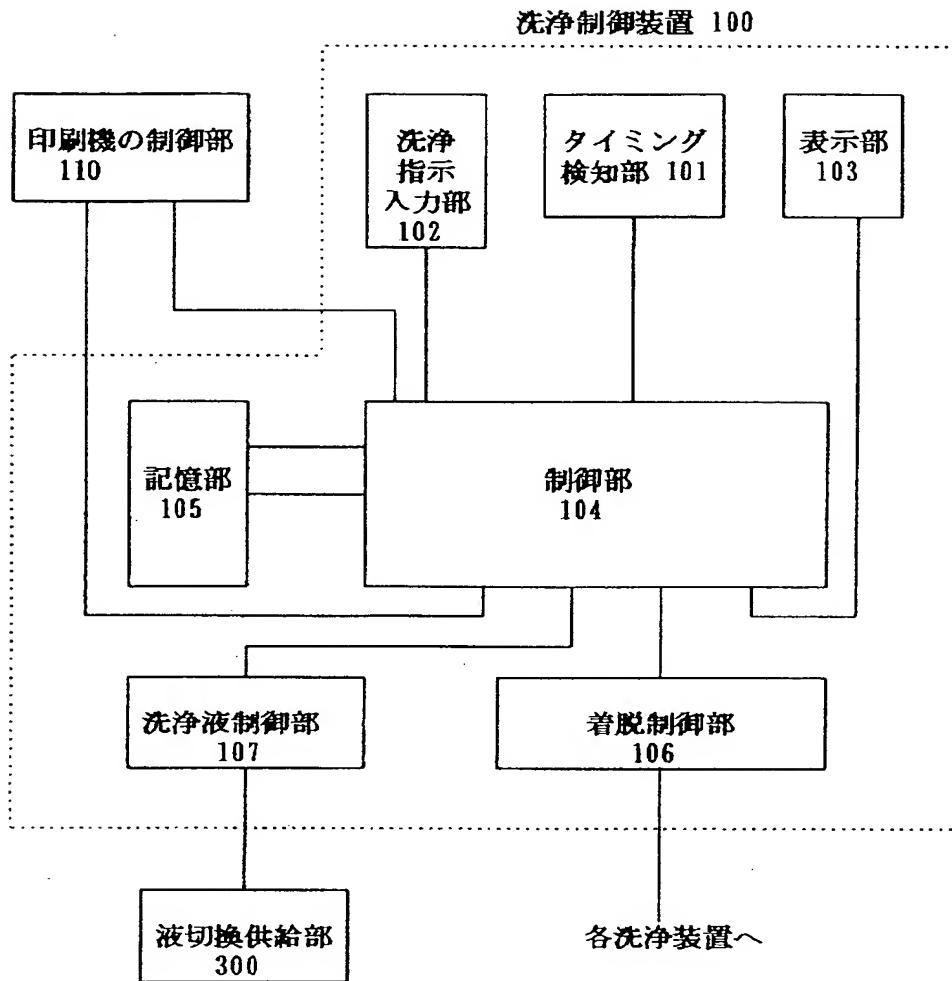 洗浄制御装置 100
印刷機の制御部
110
洗浄
指示
入力部
102
タイミング
検知部 101
表示部
103
記憶部
105
制御部
104
洗浄液制御部
107
着脱制御部
106
液切換供給部
300
各洗浄装置へ